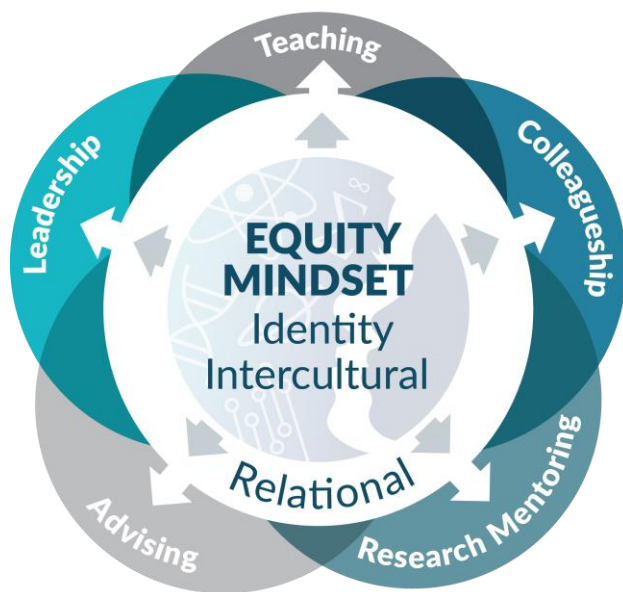 Teaching
Leadership
Colleagueship
∞
EQUITY
MINDSET
Identity
Intercultural
Relational
Advising
Research Mentoring